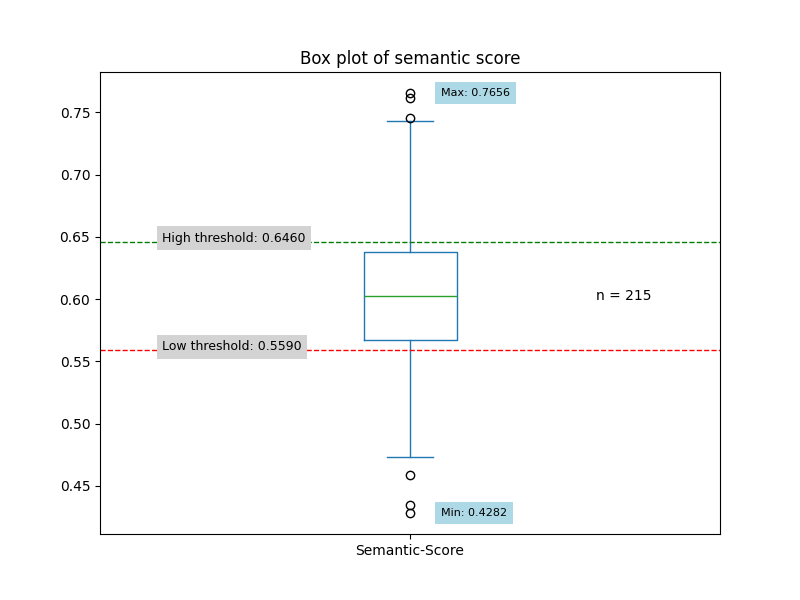 Box plot of semantic score
Max: 0.7656
0.75
0.70
0.65
High threshold: 0.6460
0.60
n = 215
Low threshold: 0.5590
0.55
0.50
0.45
Min: 0.4282
Semantic-Score